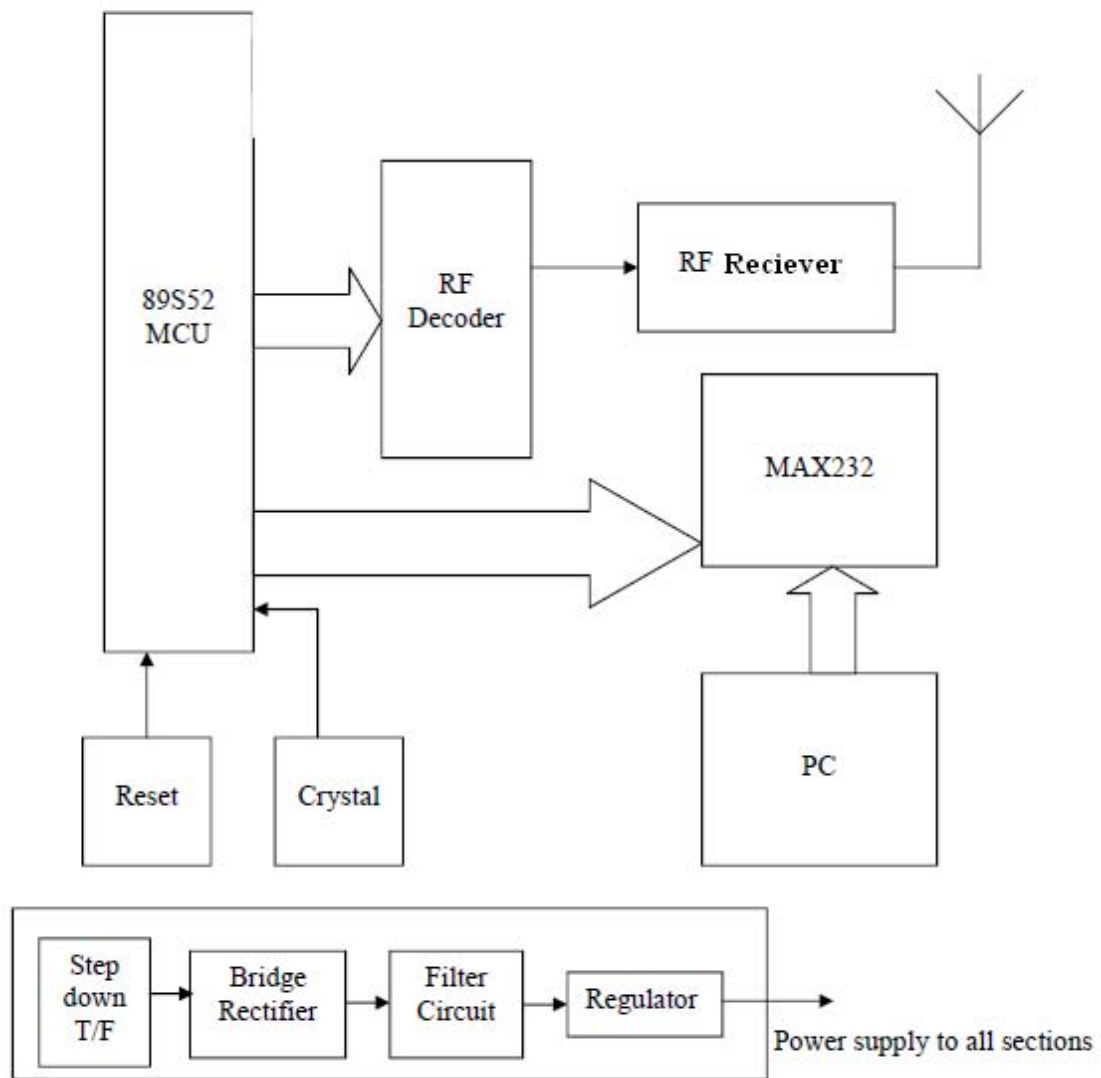 89S52
MCU
RF
Decoder
RF Reciever
MAX232
PC
Reset
Crystal
Step
down
T/F
Bridge
Rectifier
Filter
Circuit
Regulator
Power supply to all sections